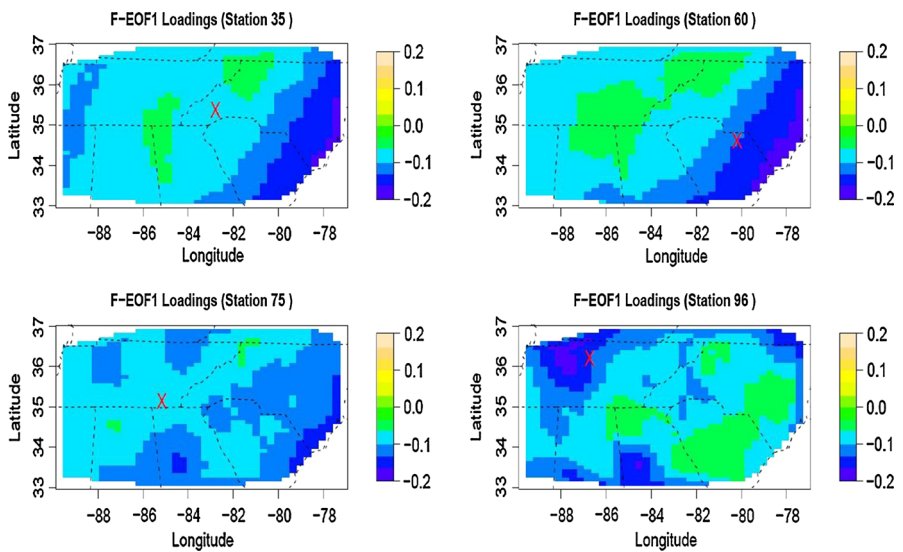 F-EOF1 Loadings (Station 35 )
37
36
35
34
33
Latitude
-88 -86 -84 -82 -80 -78
Longitude
0.2
0.1
0.0
-0.1
-0.2
X
F-EOF1 Loadings (Station 60 )
37
36
35
34
33
Latitude
-88 -86 -84 -82 -80 -78
Longitude
0.2
0.1
0.0
-0.1
-0.2
X
F-EOF1 Loadings (Station 75 )
37
36
35
34
33
Latitude
-88 -86 -84 -82 -80 -78
Longitude
0.2
0.1
0.0
-0.1
-0.2
X
F-EOF1 Loadings (Station 96 )
37
36
35
34
33
Latitude
-88 -86 -84 -82 -80 -78
Longitude
0.2
0.1
0.0
-0.1
-0.2
X